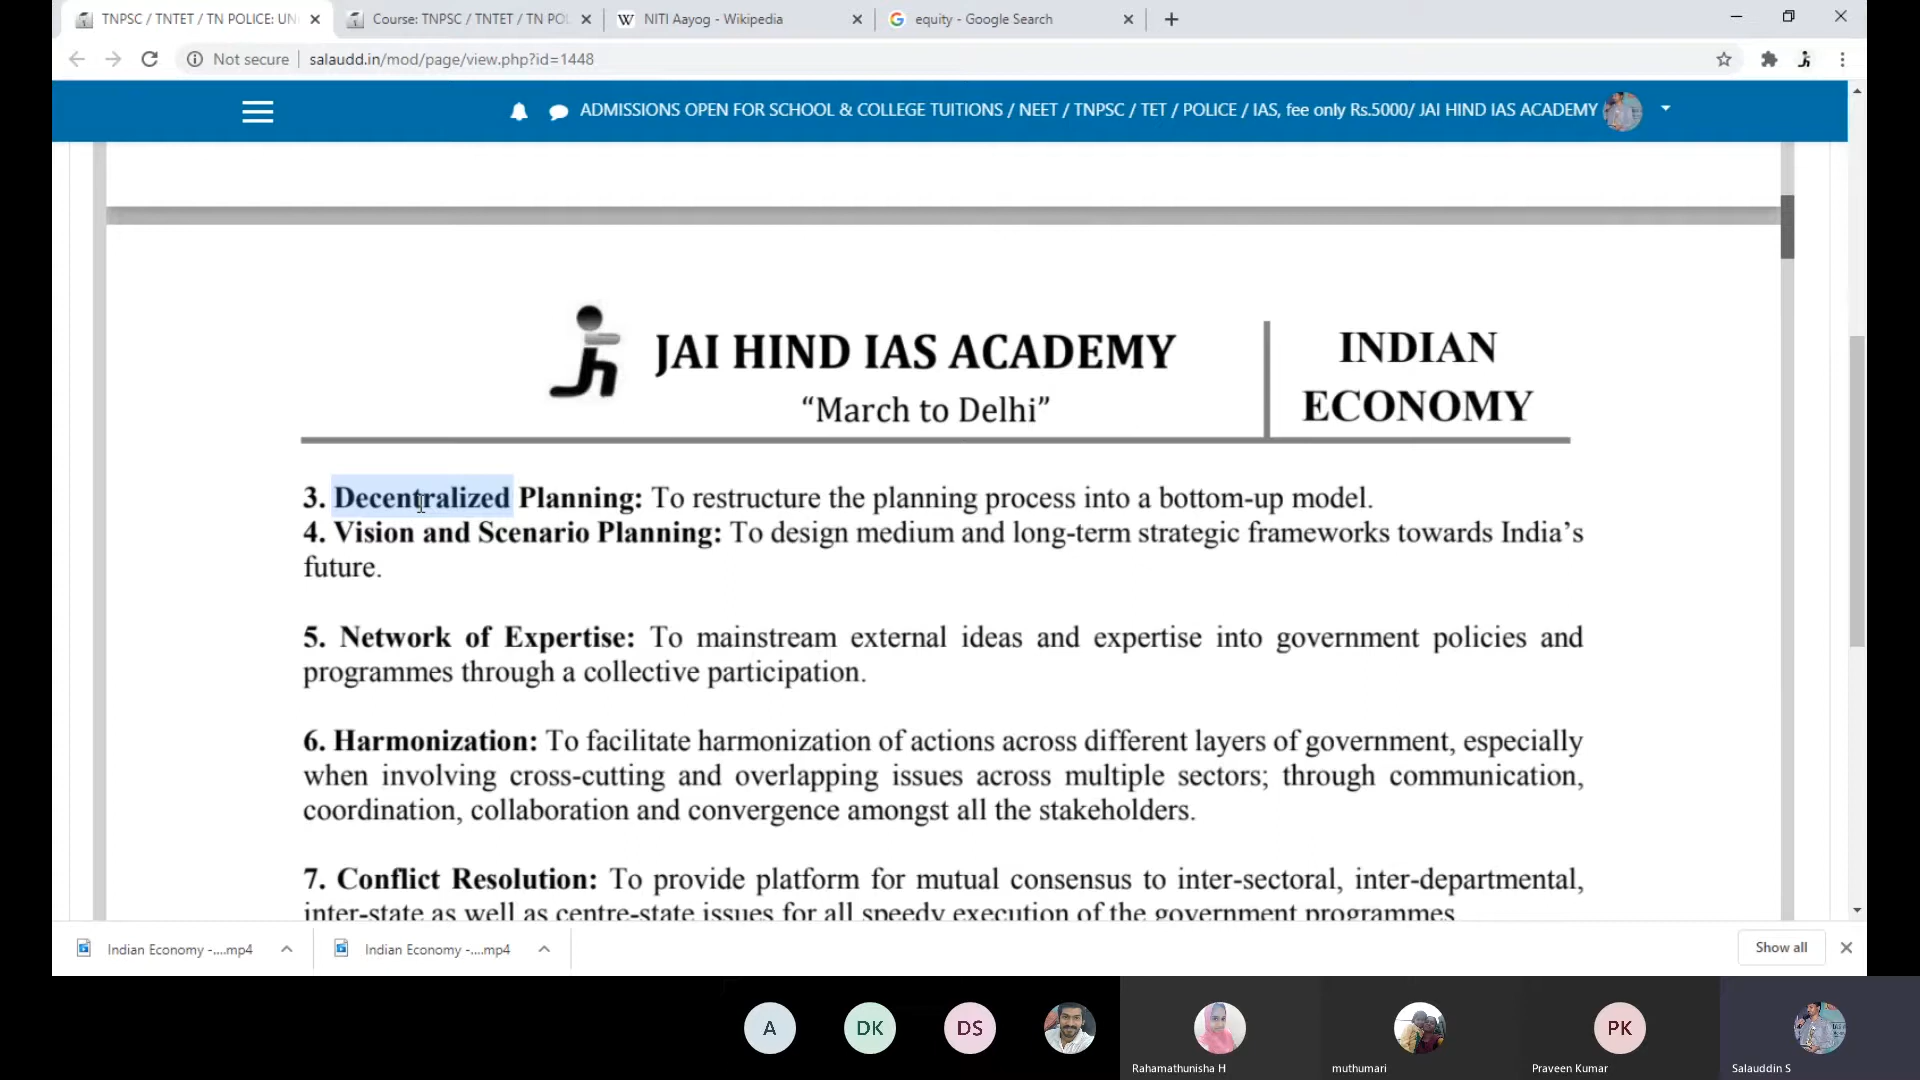 TNPSC / TNTET / TN POLICE: UN
Course: TNPSC / TNTET / TN PO
NITI Aayog - Wikipedia
equity - Google Search
Not secure
salaudd.in/mod/page/view.php?id=1448
ADMISSIONS OPEN FOR SCHOOL & COLLEGE TUITIONS / NEET / TNPSC / TET / POLICE / IAS, fee only Rs.5000/ JAI HIND IAS ACADEMY
JAI HIND IAS ACADEMY
“March to Delhi”
INDIAN
ECONOMY
3. Decentralized Planning: To restructure the planning process into a bottom-up model.
4. Vision and Scenario Planning: To design medium and long-term strategic frameworks towards India’s
future.
5. Network of Expertise: To mainstream external ideas and expertise into government policies and
programmes through a collective participation.
6. Harmonization: To facilitate harmonization of actions across different layers of government, especially
when involving cross-cutting and overlapping issues across multiple sectors; through communication,
coordination, collaboration and convergence amongst all the stakeholders.
7. Conflict Resolution: To provide platform for mutual consensus to inter-sectoral, inter-departmental,
inter-state as well as centre-state issues for all speedy execution of the government programmes.
Indian Economy -....mp4
Indian Economy -....mp4
Show all
A
DK
DS
PK
Rahamathunisha H
muthumari
Praveen Kumar
Salauddin S